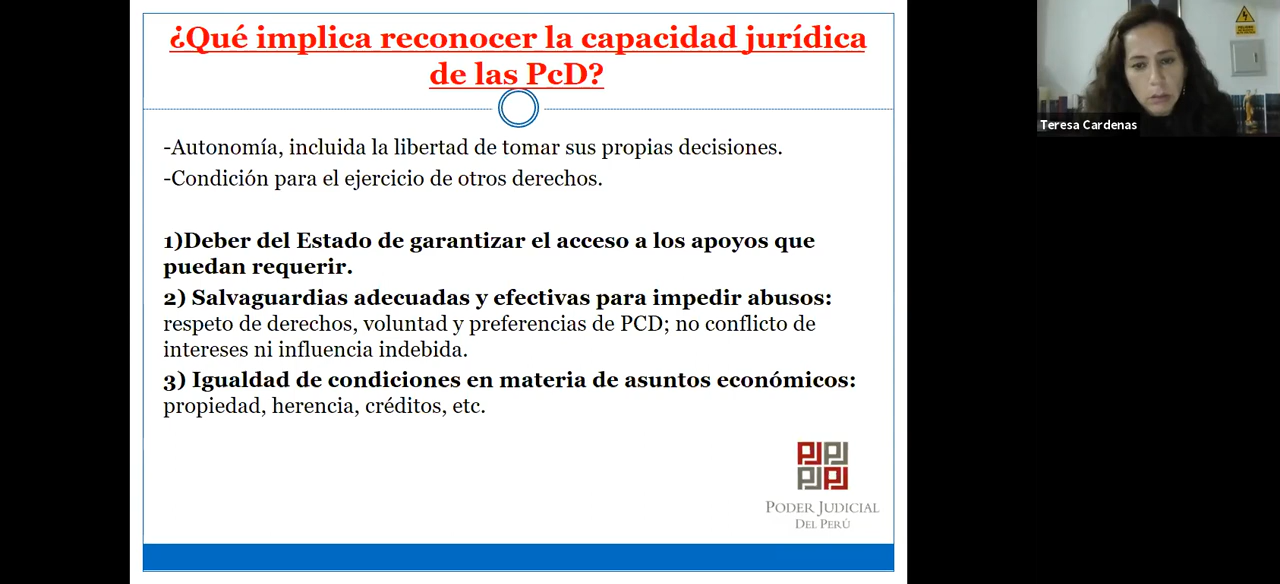 ¿Qué implica reconocer la capacidad jurídica
de las PcD?
-Autonomía, incluida la libertad de tomar sus propias decisiones.
-Condición para el ejercicio de otros derechos.
1)Deber del Estado de garantizar el acceso a los apoyos que
puedan requerir.
2) Salvaguardias adecuadas y efectivas para impedir abusos:
respeto de derechos, voluntad y preferencias de PCD; no conflicto de
intereses ni influencia indebida.
3) Igualdad de condiciones en materia de asuntos económicos:
propiedad, herencia, créditos, etc.
PJ PJ
PJ PJ
PODER JUDICIAL
DEL PERÚ
Teresa Cardenas